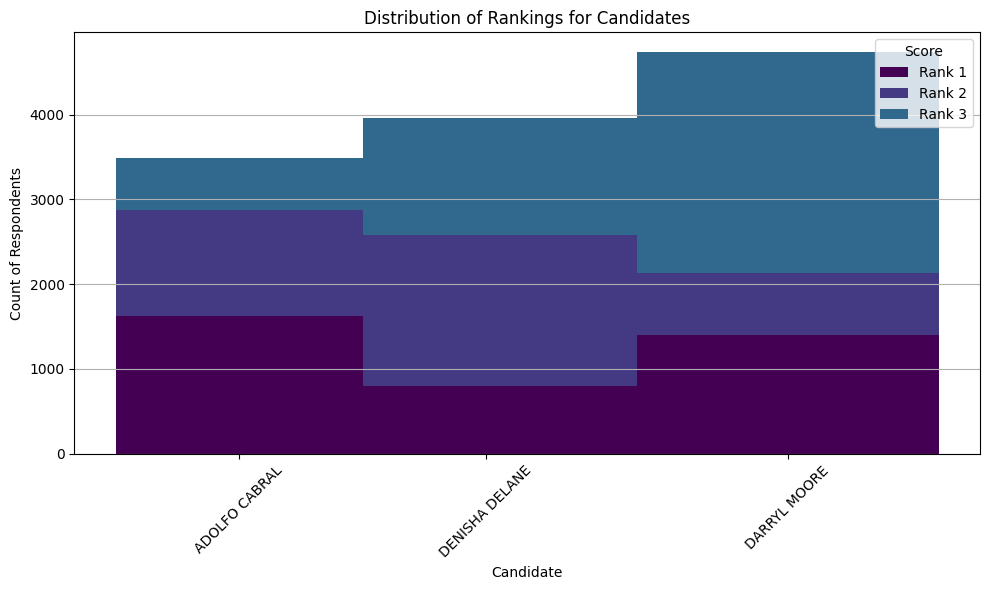 Distribution of Rankings for Candidates
Score
Rank 1
Rank 2
Rank 3
Count of Respondents
4000
3000
2000
1000
0
ADOLFO CABRAL
DENISHA DELANE
DARRYL MOORE
Candidate